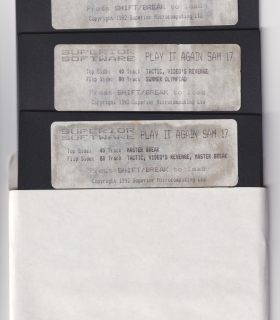 Press SHIFT/BREAK to load
Copyright 1992 Superior Microcomputing Ltd
SUPERIOR SOFTWARE PLAY IT AGAIN SAM 17
Top Side: 40 Track TACTIC, VIDEO'S REVENGE
Flip Side: 80 Track SUMMER OLYMPIAD
Press SHIFT/BREAK to load
Copyright 1992 Superior Microcomputing Ltd
SUPERIOR SOFTWARE PLAY IT AGAIN SAM 17
Top Side: 40 Track MASTER BREAK
Flip Side: 80 Track TACTIC, VIDEO'S REVENGE, MASTER BREAK
Press SHIFT/BREAK to load
Copyright 1992 Superior Microcomputing Ltd